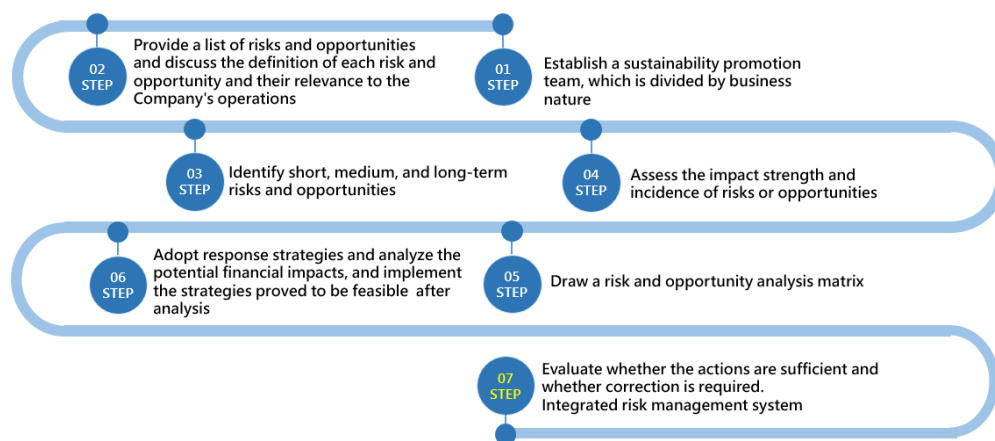 01
STEP
Establish a sustainability promotion
team, which is divided by business
nature
02
STEP
Provide a list of risks and opportunities
and discuss the definition of each risk and
opportunity and their relevance to the
Company's operations
03
STEP
Identify short, medium, and long-term
risks and opportunities
04
STEP
Assess the impact strength and
incidence of risks or opportunities
05
STEP
Draw a risk and opportunity analysis matrix
06
STEP
Adopt response strategies and analyze the
potential financial impacts, and implement
the strategies proved to be feasible after
analysis
07
STEP
Evaluate whether the actions are sufficient and
whether correction is required.
Integrated risk management system